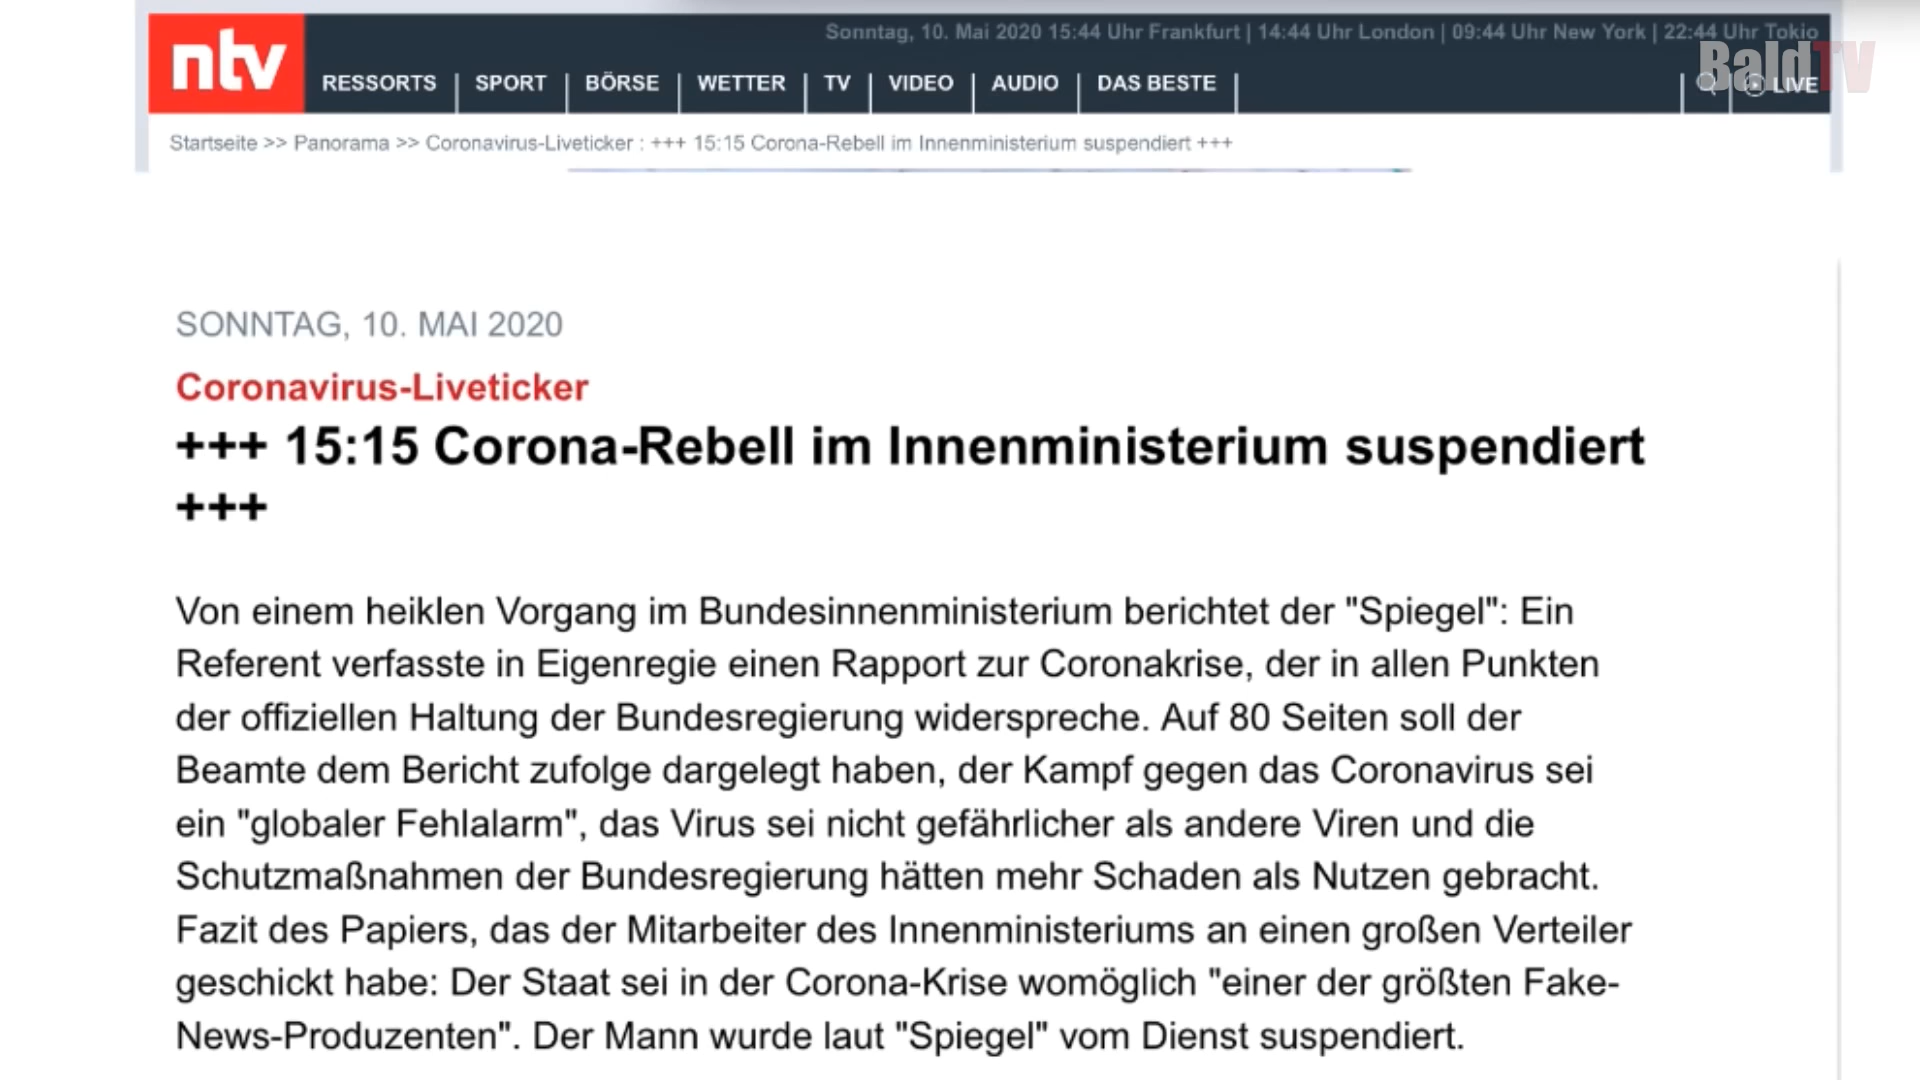 Sonntag, 10. Mai 2020 15:44 Uhr Frankfurt | 14:44 Uhr London | 09:44 Uhr New York | 22:44 Uhr Tokio
BaldTV
ntv
RESSORTS | SPORT | BÖRSE | WETTER | TV | VIDEO | AUDIO | DAS BESTE | LIVE
Startseite >> Panorama >> Coronavirus-Liveticker : +++ 15:15 Corona-Rebell im Innenministerium suspendiert +++
SONNTAG, 10. MAI 2020
Coronavirus-Liveticker
+++ 15:15 Corona-Rebell im Innenministerium suspendiert
+++
Von einem heiklen Vorgang im Bundesinnenministerium berichtet der "Spiegel": Ein
Referent verfasste in Eigenregie einen Rapport zur Coronakrise, der in allen Punkten
der offiziellen Haltung der Bundesregierung widerspreche. Auf 80 Seiten soll der
Beamte dem Bericht zufolge dargelegt haben, der Kampf gegen das Coronavirus sei
ein "globaler Fehlalarm", das Virus sei nicht gefährlicher als andere Viren und die
Schutzmaßnahmen der Bundesregierung hätten mehr Schaden als Nutzen gebracht.
Fazit des Papiers, das der Mitarbeiter des Innenministeriums an einen großen Verteiler
geschickt habe: Der Staat sei in der Corona-Krise womöglich "einer der größten Fake-
News-Produzenten". Der Mann wurde laut "Spiegel" vom Dienst suspendiert.